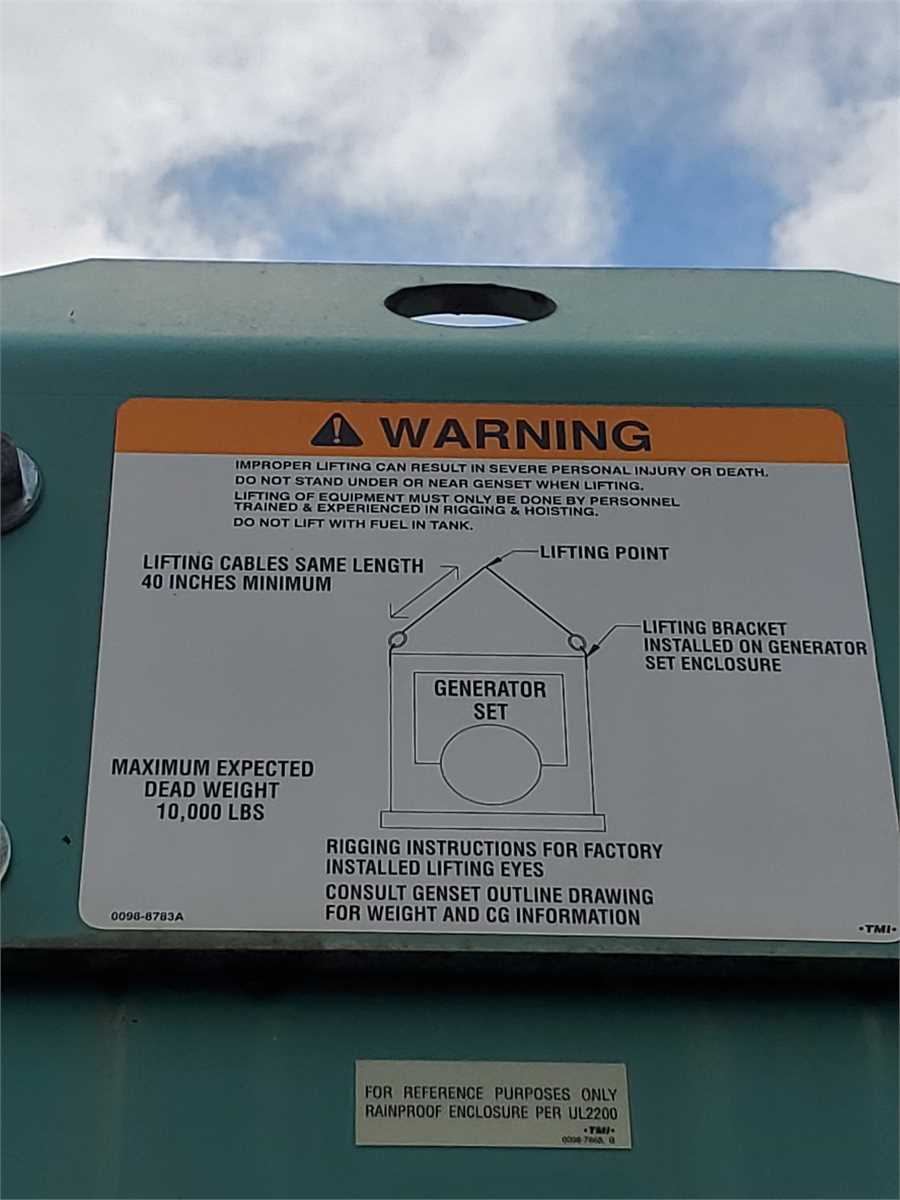 WARNING
IMPROPER LIFTING CAN RESULT IN SEVERE PERSONAL INJURY OR DEATH.
DO NOT STAND UNDER OR NEAR GENSET WHEN LIFTING.
LIFTING OF EQUIPMENT MUST ONLY BE DONE BY PERSONNEL
TRAINED & EXPERIENCED IN RIGGING & HOISTING.
DO NOT LIFT WITH FUEL IN TANK.
LIFTING CABLES SAME LENGTH
40 INCHES MINIMUM
LIFTING POINT
LIFTING BRACKET
INSTALLED ON GENERATOR
SET ENCLOSURE
GENERATOR
SET
MAXIMUM EXPECTED
DEAD WEIGHT
10,000 LBS
RIGGING INSTRUCTIONS FOR FACTORY
INSTALLED LIFTING EYES
CONSULT GENSET OUTLINE DRAWING
FOR WEIGHT AND CG INFORMATION
0098-8783A
•TMI•
FOR REFERENCE PURPOSES ONLY
RAINPROOF ENCLOSURE PER UL2200
•TMI•